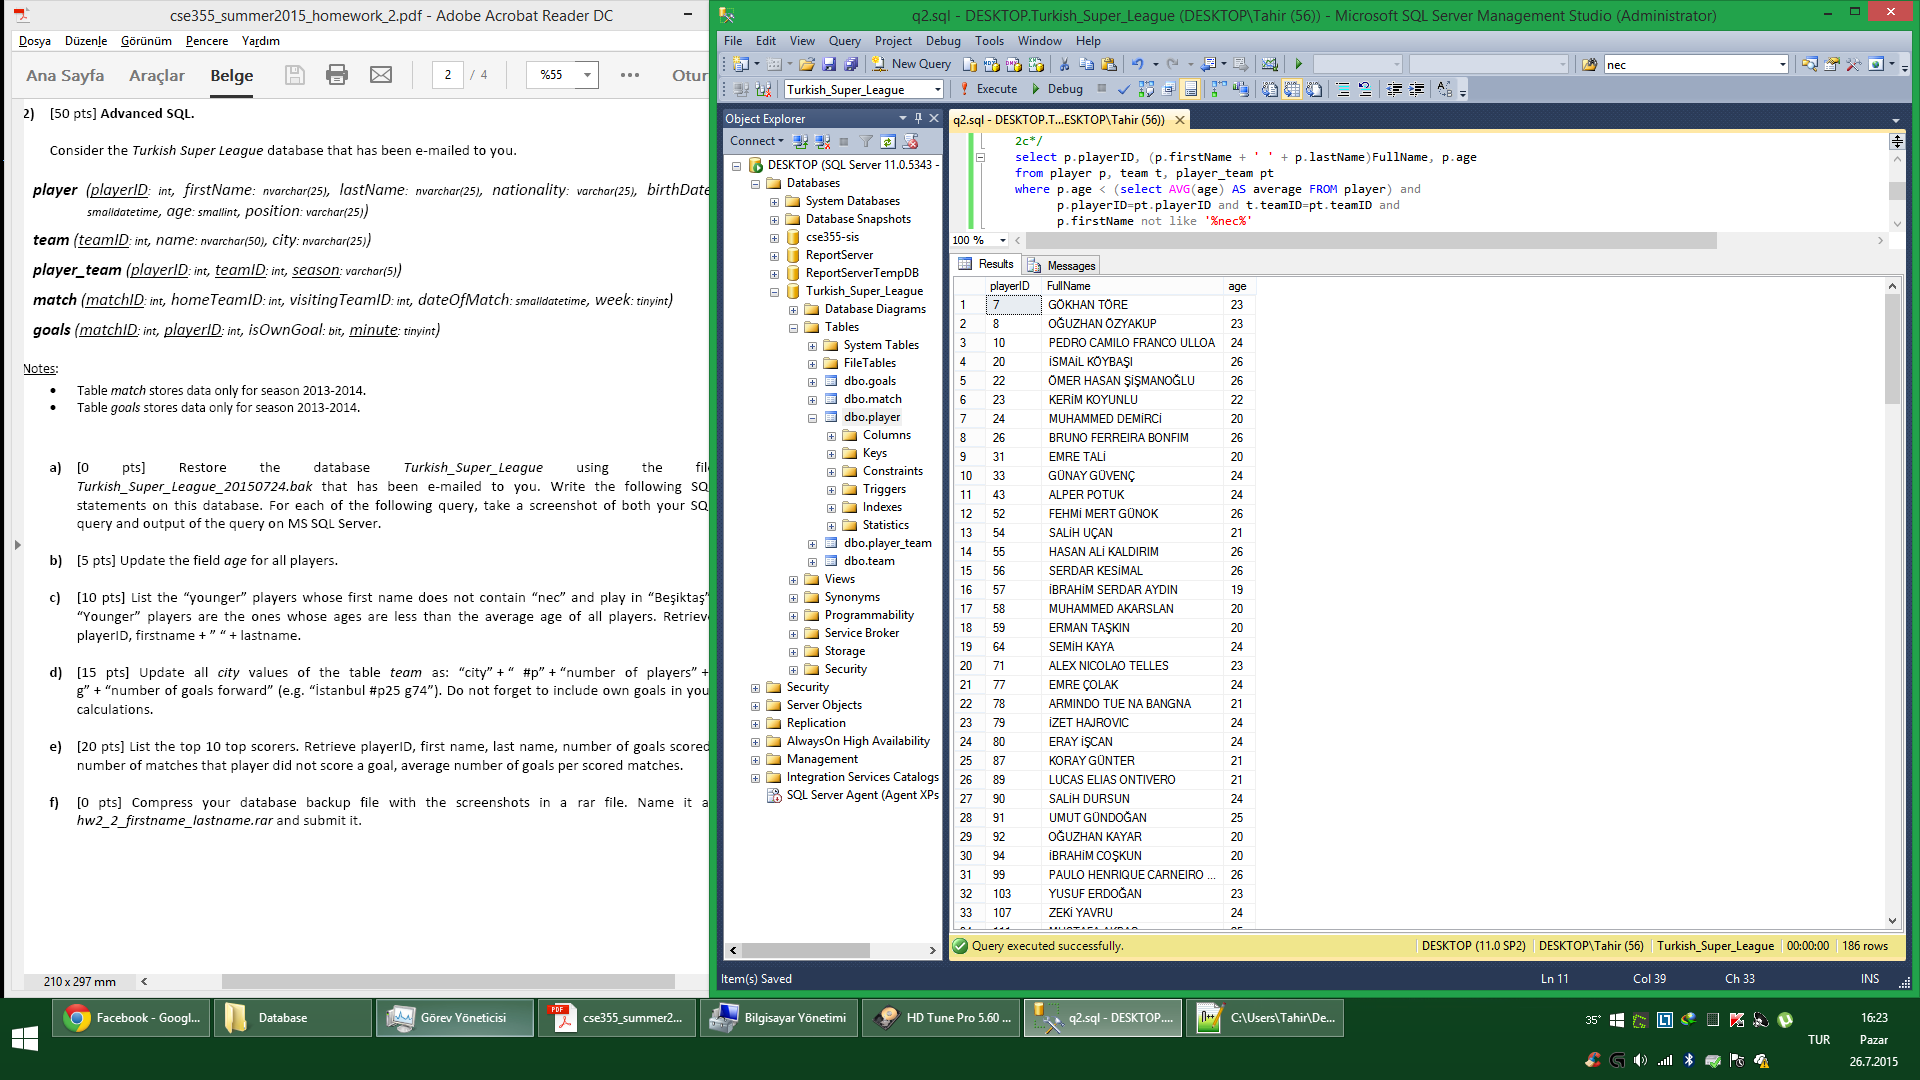 cse355_summer2015_homework_2.pdf - Adobe Acrobat Reader DC
Dosya Düzenle Görünüm Pencere Yardım
Ana Sayfa Araçlar Belge 2 / 4 %55 Otur
2) [50 pts] Advanced SQL.
Consider the Turkish Super League database that has been e-mailed to you.
player (playerID: int, firstName: nvarchar(25), lastName: nvarchar(25), nationality: varchar(25), birthDate
smalldatetime, age: smallint, position: varchar(25))
team (teamID: int, name: nvarchar(50), city: nvarchar(25))
player_team (playerID: int, teamID: int, season: varchar(5))
match (matchID: int, homeTeamID: int, visitingTeamID: int, dateOfMatch: smalldatetime, week: tinyint)
goals (matchID: int, playerID: int, isOwnGoal: bit, minute: tinyint)
Notes:
• Table match stores data only for season 2013-2014.
• Table goals stores data only for season 2013-2014.
a) [0 pts] Restore the database Turkish_Super_League using the fil
Turkish_Super_League_20150724.bak that has been e-mailed to you. Write the following SQ
statements on this database. For each of the following query, take a screenshot of both your SQ
query and output of the query on MS SQL Server.
b) [5 pts] Update the field age for all players.
c) [10 pts] List the “younger” players whose first name does not contain “nec” and play in “Beşiktaş”
“Younger” players are the ones whose ages are less than the average age of all players. Retriev
playerID, firstname + ” “ + lastname.
d) [15 pts] Update all city values of the table team as: “city” + “ #p” + “number of players” +
g” + “number of goals forward” (e.g. “İstanbul #p25 g74”). Do not forget to include own goals in you
calculations.
e) [20 pts] List the top 10 top scorers. Retrieve playerID, first name, last name, number of goals scored
number of matches that player did not score a goal, average number of goals per scored matches.
f) [0 pts] Compress your database backup file with the screenshots in a rar file. Name it a
hw2_2_firstname_lastname.rar and submit it.
210 x 297 mm
q2.sql - DESKTOP.Turkish_Super_League (DESKTOP\Tahir (56)) - Microsoft SQL Server Management Studio (Administrator)
File Edit View Query Project Debug Tools Window Help
New Query nec
Turkish_Super_League Execute Debug
Object Explorer
Connect
DESKTOP (SQL Server 11.0.5343 -
Databases
System Databases
Database Snapshots
cse355-sis
ReportServer
ReportServerTempDB
Turkish_Super_League
Database Diagrams
Tables
System Tables
FileTables
dbo.goals
dbo.match
dbo.player
Columns
Keys
Constraints
Triggers
Indexes
Statistics
dbo.player_team
dbo.team
Views
Synonyms
Programmability
Service Broker
Storage
Security
Security
Server Objects
Replication
AlwaysOn High Availability
Management
Integration Services Catalogs
SQL Server Agent (Agent XPs
q2.sql - DESKTOP.T...ESKTOP\Tahir (56))
2c*/
select p.playerID, (p.firstName + ' ' + p.lastName)FullName, p.age
from player p, team t, player_team pt
where p.age < (select AVG(age) AS average FROM player) and
p.playerID=pt.playerID and t.teamID=pt.teamID and
p.firstName not like '%nec%'
100 %
Results Messages
playerID FullName age
1 7 GÖKHAN TÖRE 23
2 8 OĞUZHAN ÖZYAKUP 23
3 10 PEDRO CAMILO FRANCO ULLOA 24
4 20 İSMAİL KÖYBAŞI 26
5 22 ÖMER HASAN ŞİŞMANOĞLU 26
6 23 KERİM KOYUNLU 22
7 24 MUHAMMED DEMİRCİ 20
8 26 BRUNO FERREIRA BONFIM 26
9 31 EMRE TALİ 20
10 33 GÜNAY GÜVENÇ 24
11 43 ALPER POTUK 24
12 52 FEHMİ MERT GÜNOK 26
13 54 SALİH UÇAN 21
14 55 HASAN ALİ KALDIRIM 26
15 56 SERDAR KESİMAL 26
16 57 İBRAHİM SERDAR AYDIN 19
17 58 MUHAMMED AKARSLAN 20
18 59 ERMAN TAŞKIN 20
19 64 SEMİH KAYA 24
20 71 ALEX NICOLAO TELLES 23
21 77 EMRE ÇOLAK 24
22 78 ARMINDO TUE NA BANGNA 21
23 79 İZET HAJROVIC 24
24 80 ERAY İŞCAN 24
25 87 KORAY GÜNTER 21
26 89 LUCAS ELIAS ONTIVERO 21
27 90 SALİH DURSUN 24
28 91 UMUT GÜNDOĞAN 25
29 92 OĞUZHAN KAYAR 20
30 94 İBRAHİM COŞKUN 20
31 99 PAULO HENRIQUE CARNEIRO ... 26
32 103 YUSUF ERDOĞAN 23
33 107 ZEKİ YAVRU 24
Query executed successfully. DESKTOP (11.0 SP2) DESKTOP\Tahir (56) Turkish_Super_League 00:00:00 186 rows
Item(s) Saved Ln 11 Col 39 Ch 33 INS
Facebook - Googl... Database Görev Yöneticisi cse355_summer2... Bilgisayar Yönetimi HD Tune Pro 5.60 ... q2.sql - DESKTOP.... C:\Users\Tahir\De...
35° TUR
16:23
Pazar
26.7.2015